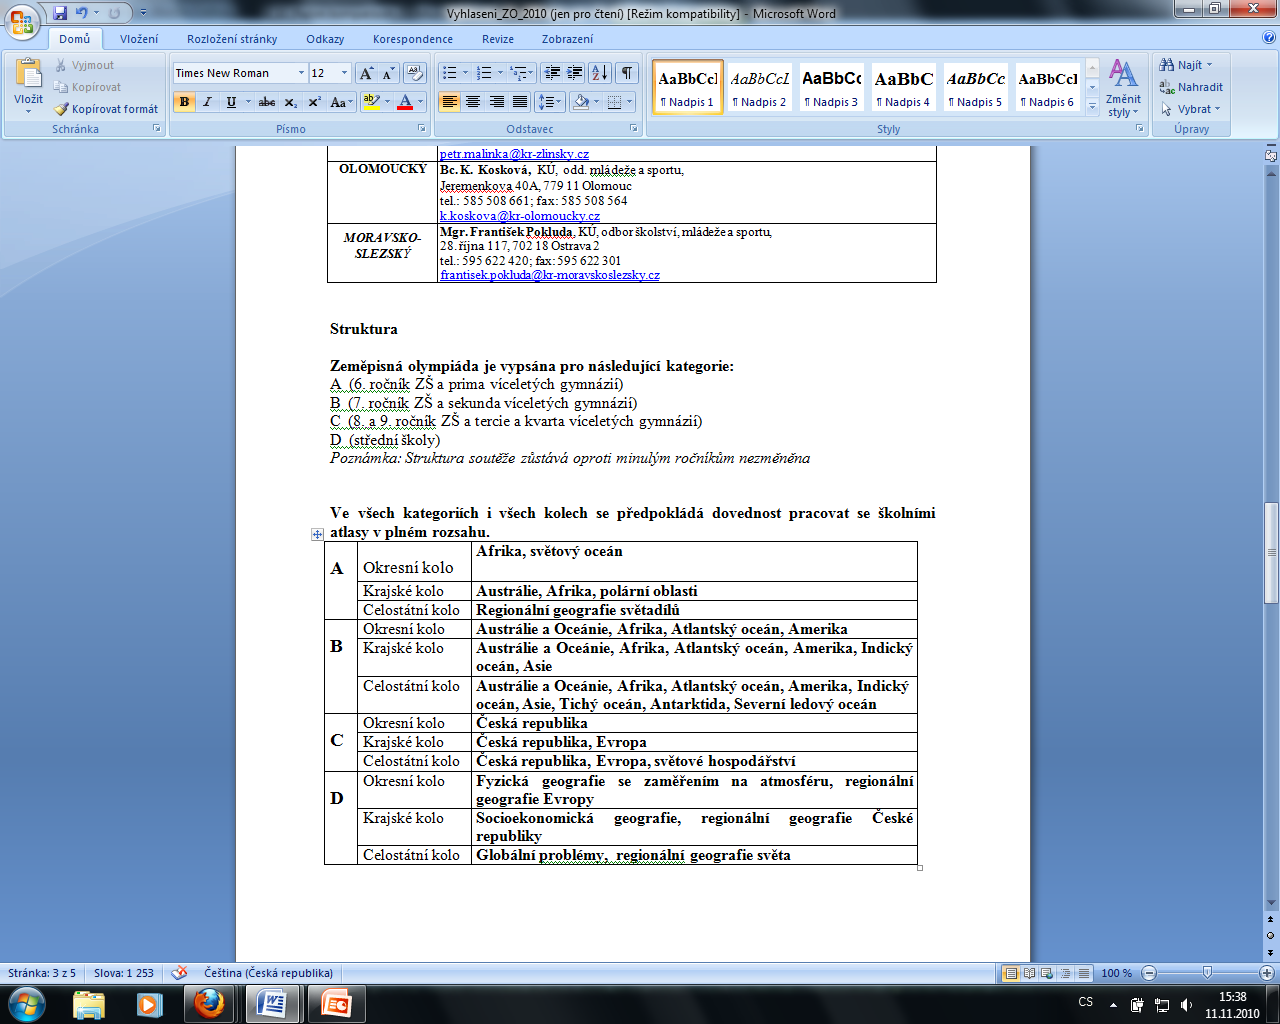 Vyhlaseni_ZO_2010 (jen pro čtení) [Režim kompatibility] - Microsoft Word
Domů Vložení Rozložení stránky Odkazy Korespondence Revize Zobrazení
Vložit
Vyjmout
Kopírovat
Kopírovat formát
Schránka
Times New Roman 12
B I U abc x₂ x² Aa
Písmo
Odstavec
AaBbCcI AaBbCcL AaBbCc AaBbC AaBbCc AaBbCcI
¶ Nadpis 1 ¶ Nadpis 2 ¶ Nadpis 3 ¶ Nadpis 4 ¶ Nadpis 5 ¶ Nadpis 6
Změnit styly
Styly
Najít
Nahradit
Vybrat
Úpravy
petr.malinka@kr-zlinsky.cz
OLOMOUCKY Bc. K. Kosková, KÚ, odd. mládeže a sportu,
Jeremenkova 40A, 779 11 Olomouc
tel.: 585 508 661; fax: 585 508 564
k.koskova@kr-olomoucky.cz
MORAVSKO-
SLEZSKÝ
Mgr. František Pokluda, KÚ, odbor školství, mládeže a sportu,
28. října 117, 702 18 Ostrava 2
tel.: 595 622 420; fax: 595 622 301
frantisek.pokluda@kr-moravskoslezsky.cz
Struktura
Zeměpisná olympiáda je vypsána pro následující kategorie:
A (6. ročník ZŠ a prima víceletých gymnázií)
B (7. ročník ZŠ a sekunda víceletých gymnázií)
C (8. a 9. ročník ZŠ a tercie a kvarta víceletých gymnázií)
D (střední školy)
Poznámka: Struktura soutěže zůstává oproti minulým ročníkům nezměněna
Ve všech kategoriích i všech kolech se předpokládá dovednost pracovat se školními
atlasy v plném rozsahu.
A
Okresní kolo Afrika, světový oceán
Krajské kolo Austrálie, Afrika, polární oblasti
Celostátní kolo Regionální geografie světadílů
B
Okresní kolo Austrálie a Oceánie, Afrika, Atlantský oceán, Amerika
Krajské kolo Austrálie a Oceánie, Afrika, Atlantský oceán, Amerika, Indický
oceán, Asie
Celostátní kolo Austrálie a Oceánie, Afrika, Atlantský oceán, Amerika, Indický
oceán, Asie, Tichý oceán, Antarktida, Severní ledový oceán
C
Okresní kolo Česká republika
Krajské kolo Česká republika, Evropa
Celostátní kolo Česká republika, Evropa, světové hospodářství
D
Okresní kolo Fyzická geografie se zaměřením na atmosféru, regionální
geografie Evropy
Krajské kolo Socioekonomická geografie, regionální geografie České
republiky
Celostátní kolo Globální problémy, regionální geografie světa
Stránka: 3 z 5 Slova: 1 253 Čeština (Česká republika) 100 %
CS 15:38
11.11.2010